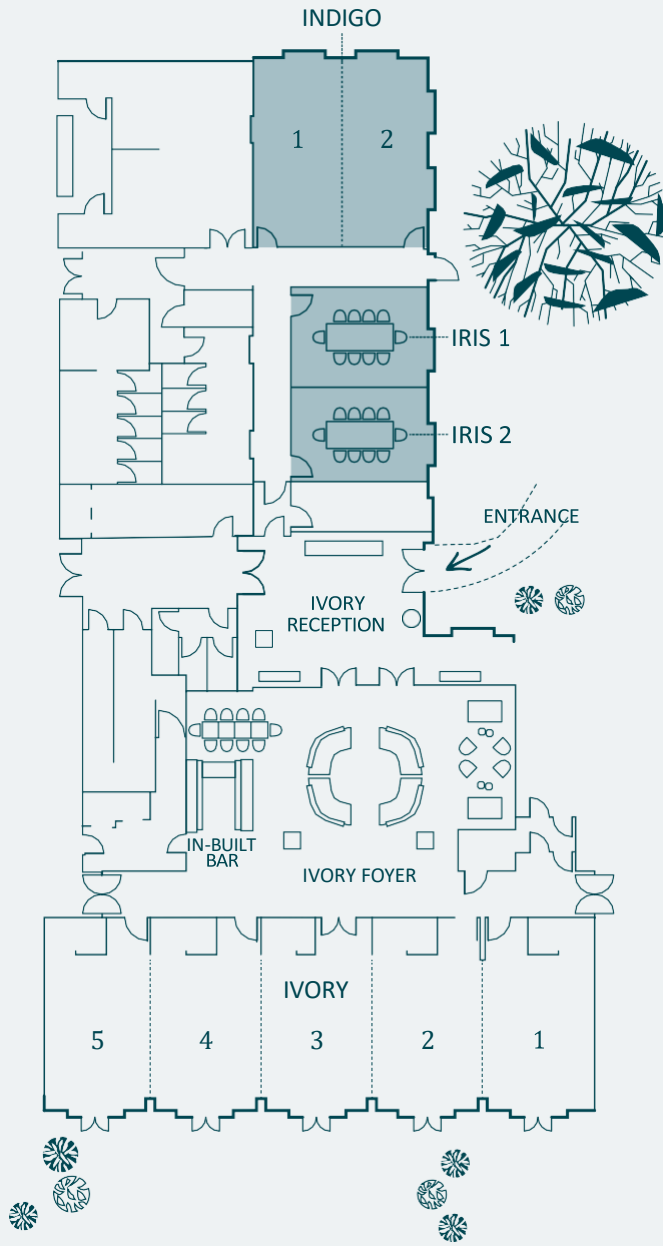 INDIGO
1
2
IRIS 1
IRIS 2
ENTRANCE
IVORY
RECEPTION
IN-BUILT
BAR
IVORY FOYER
IVORY
5
4
3
2
1